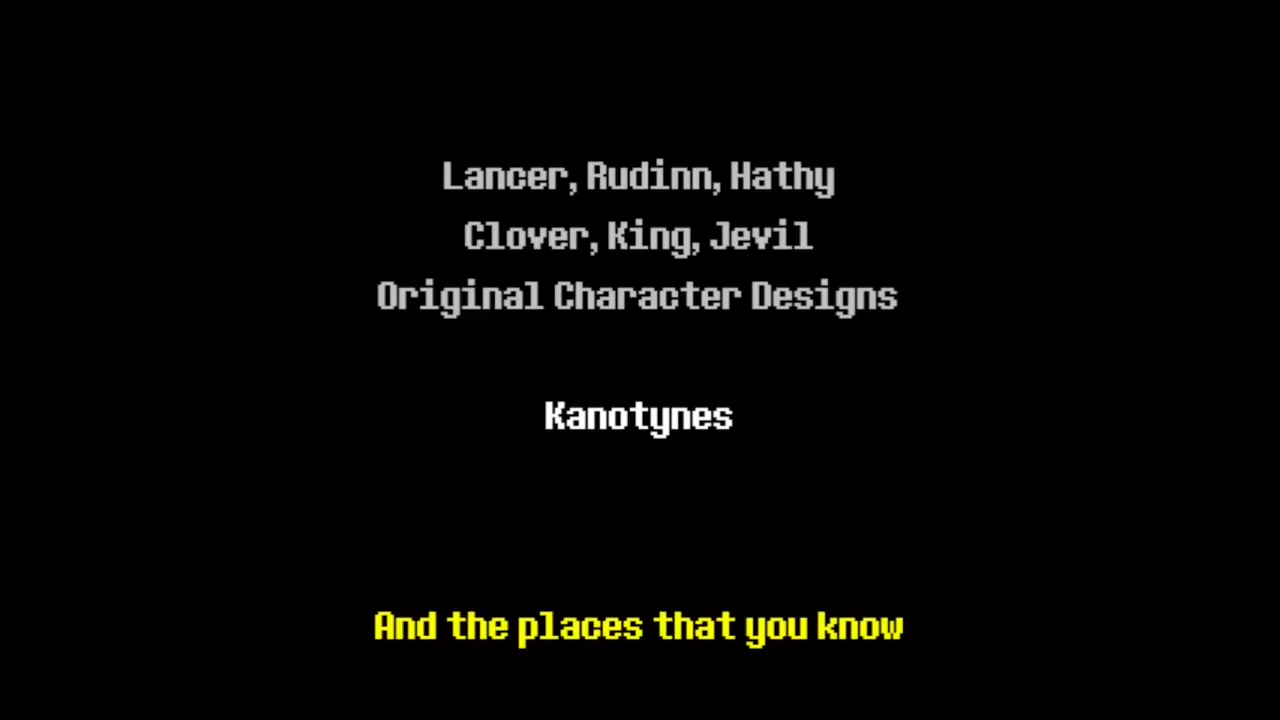 Lancer, Rudinn, Hathy
Clover, King, Jevil
Original Character Designs
Kanotynes
And the places that you know